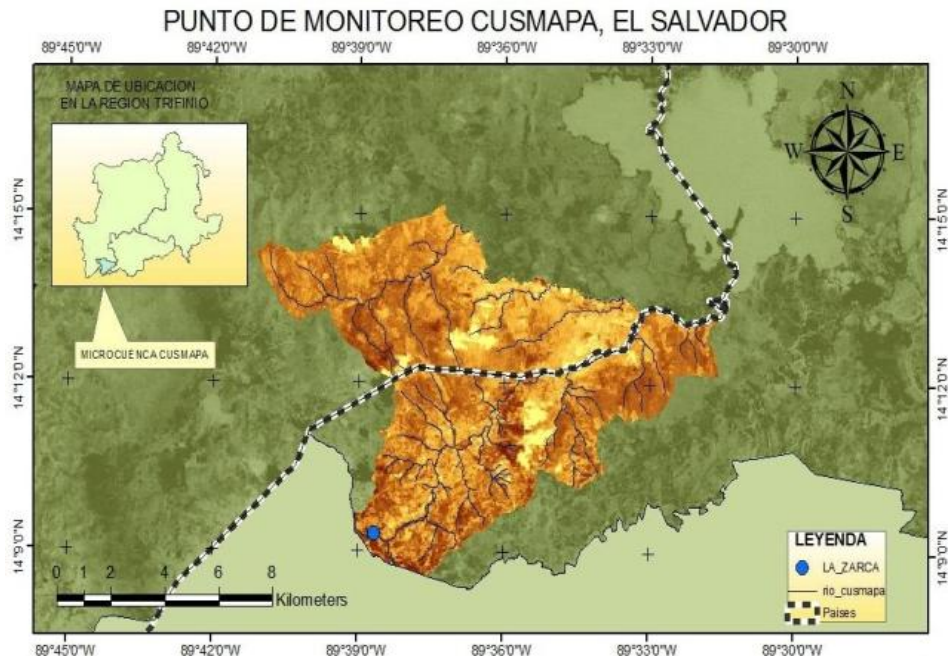 PUNTO DE MONITOREO CUSMAPA, EL SALVADOR
89°45'0"W 89°42'0"W 89°39'0"W 89°36'0"W 89°33'0"W 89°30'0"W
MAPA DE UBICACION
EN LA REGION TRIFINIO
N
W E
S
14°15'0"N 14°15'0"N
MICROCUENCA CUSMAPA
14°12'0"N 14°12'0"N
14°9'0"N 14°9'0"N
LEYENDA
LA_ZARCA
rio_cusmapa
Paises
0 2 4 6 8
Kilometers
89°45'0"W 89°42'0"W 89°39'0"W 89°36'0"W 89°33'0"W 89°30'0"W